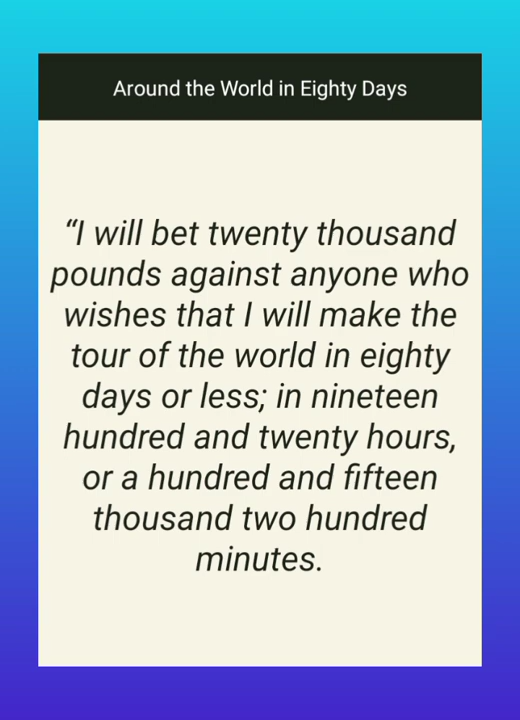 Around the World in Eighty Days
“I will bet twenty thousand
pounds against anyone who
wishes that I will make the
tour of the world in eighty
days or less; in nineteen
hundred and twenty hours,
or a hundred and fifteen
thousand two hundred
minutes.